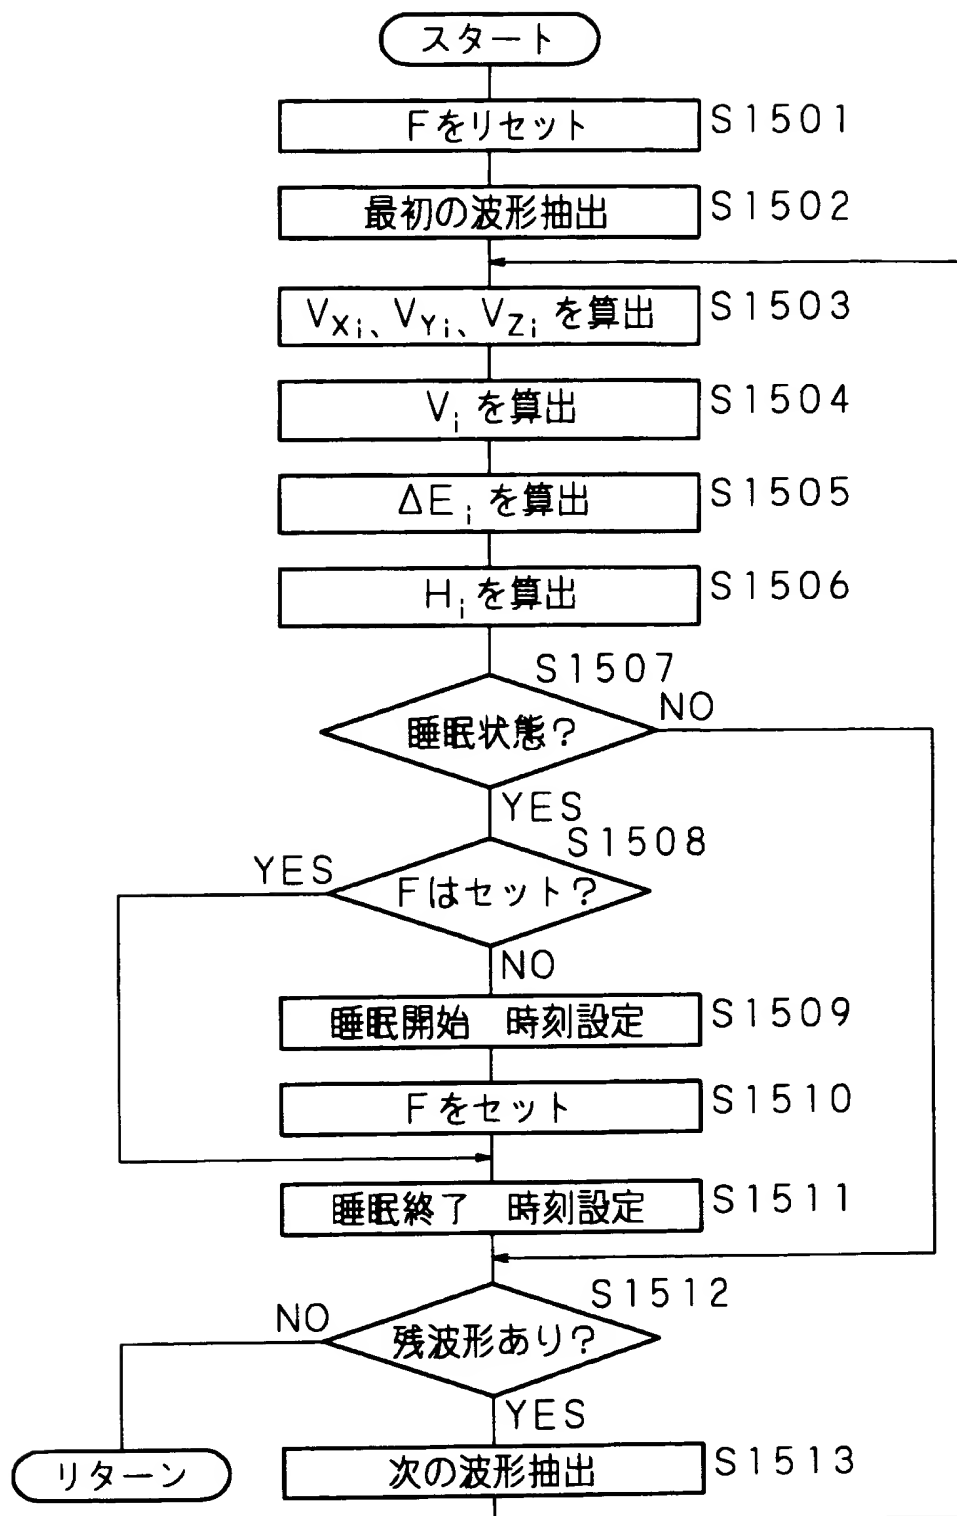 スタート
Fをリセット S1501
最初の波形抽出 S1502
VXi、VYi、VZi を算出 S1503
Vi を算出 S1504
ΔEi を算出 S1505
Hi を算出 S1506
S1507
睡眠状態？ NO
YES
S1508
YES Fはセット？
NO
睡眠開始　時刻設定 S1509
Fをセット S1510
睡眠終了　時刻設定 S1511
S1512
NO 残波形あり？
YES
リターン 次の波形抽出 S1513